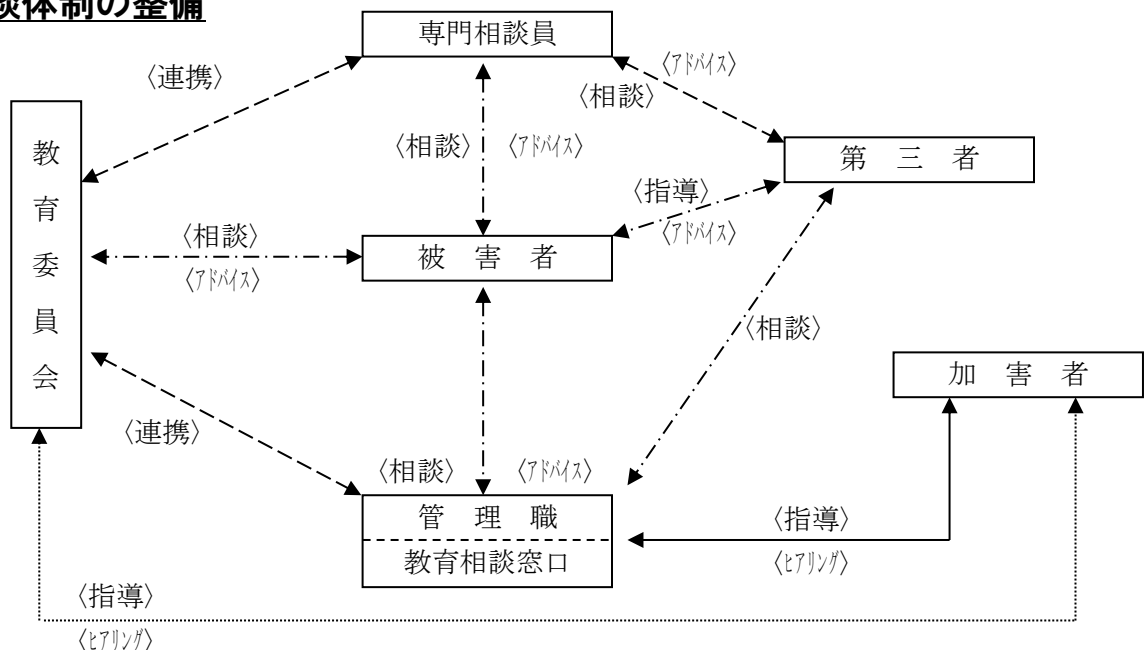 談体制の整備
専門相談員
〈連携〉
〈アドバイス〉
〈相談〉
教育委員会
〈相談〉 〈アドバイス〉
第三者
〈指導〉
〈相談〉
〈アドバイス〉
被害者
〈アドバイス〉
〈相談〉
加害者
〈連携〉
〈相談〉 〈アドバイス〉
管理職
〈指導〉
教育相談窓口
〈ヒアリング〉
〈指導〉
〈ヒアリング〉